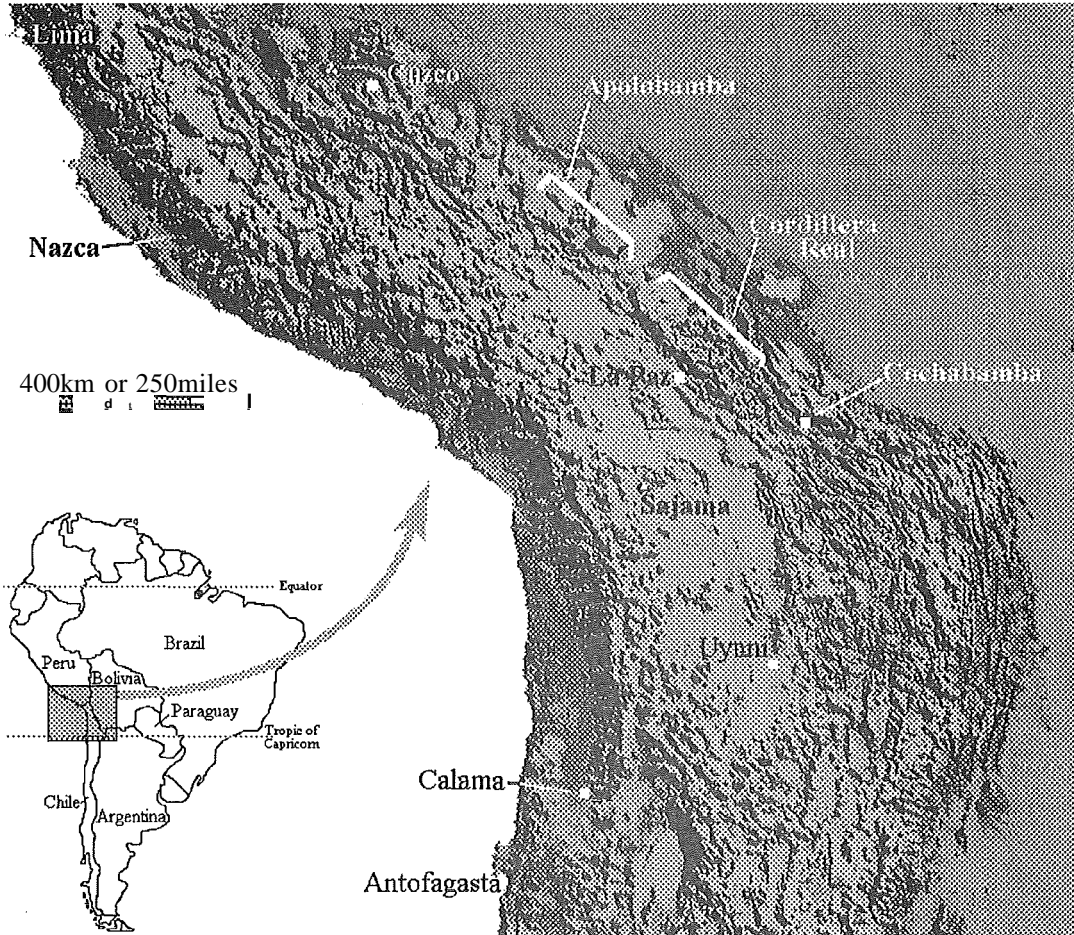 Lima
Cuzco
Apolobamba
Cordillera
Real
Nazca
La Paz
Cachabamba
400km or 250miles
Sajama
Equator
Brazil
Peru
Bolivia
Uyuni
Paraguay
Tropic of
Capricorn
Calama
Chile
Argentina
Antofagasta